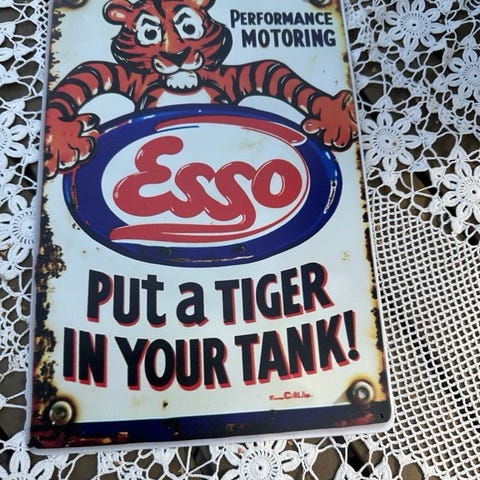 PERFORMANCE
MOTORING
Esso
PUt a TIGER
IN YOUR TANK!